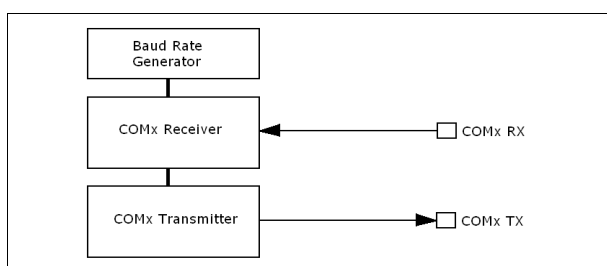 Baud Rate
Generator
COMx Receiver
COMx RX
COMx Transmitter
COMx TX